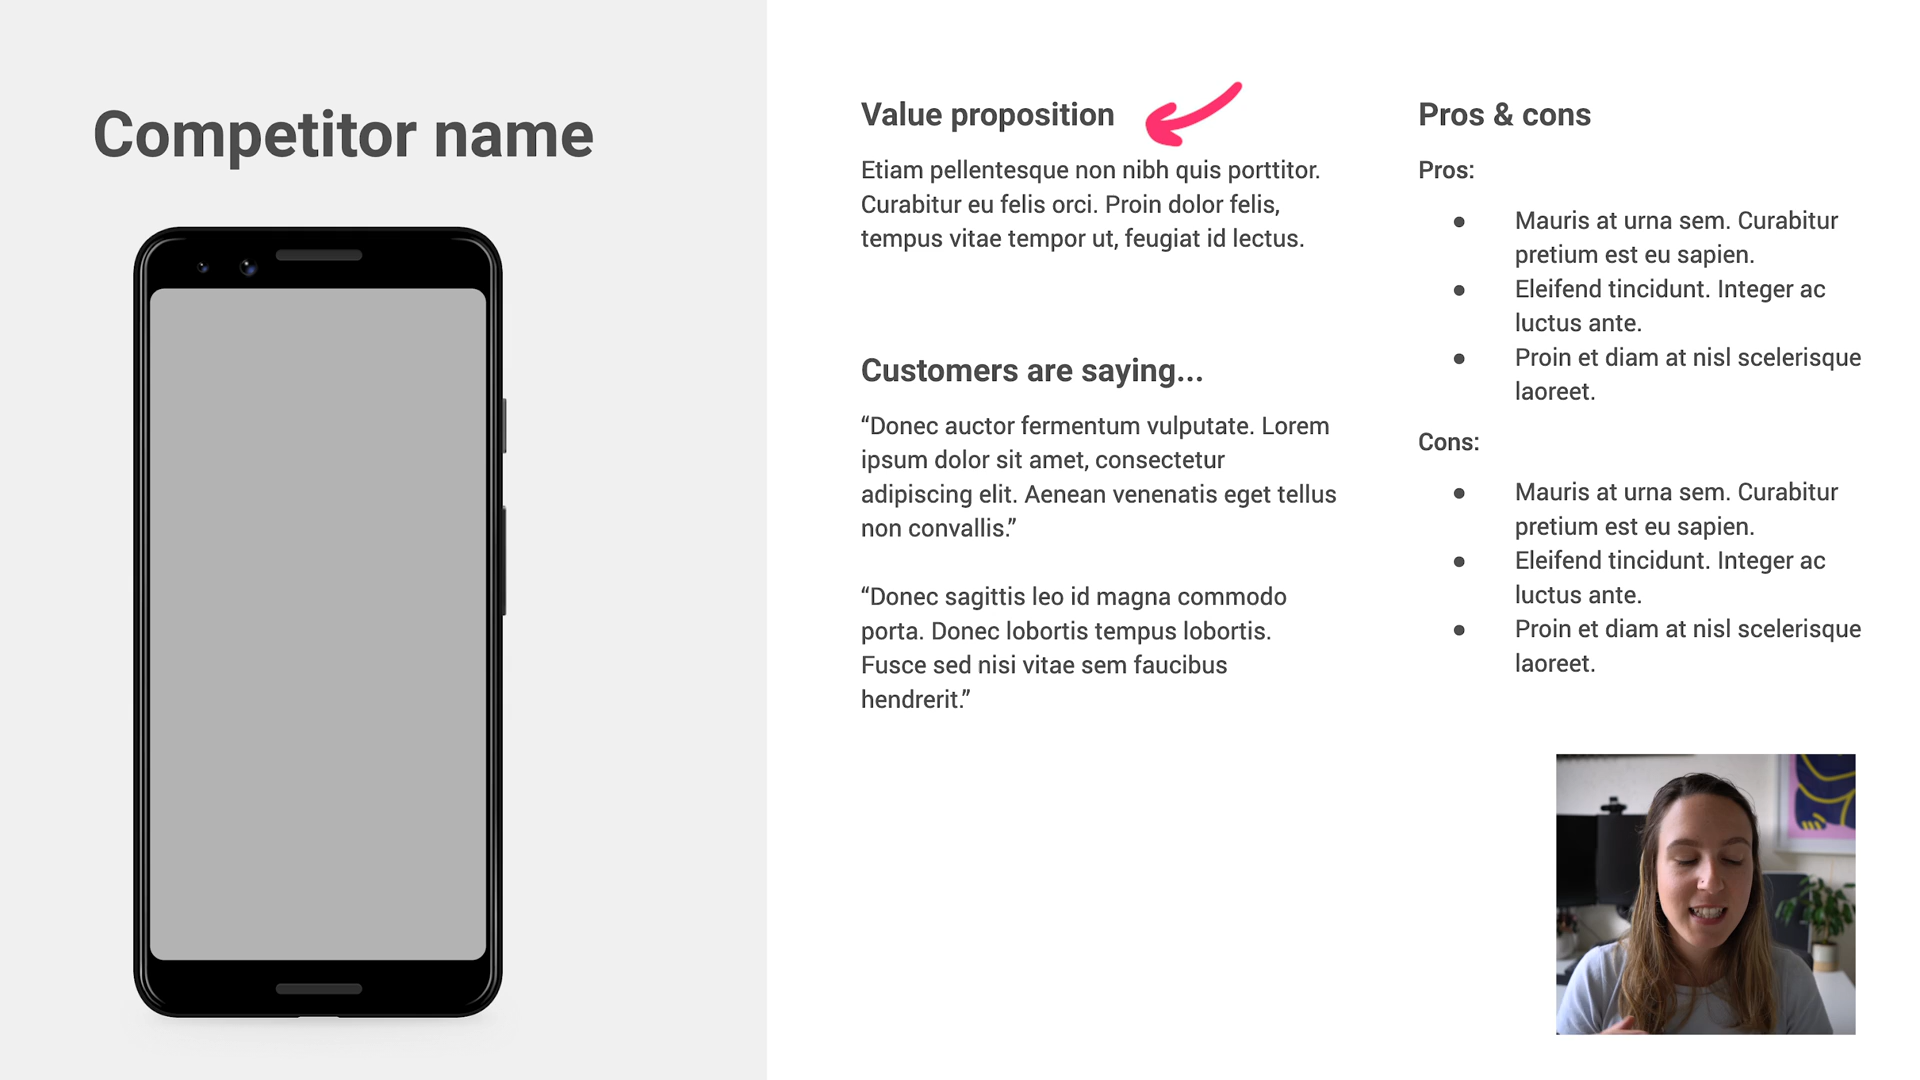 Competitor name
Value proposition
Etiam pellentesque non nibh quis porttitor.
Curabitur eu felis orci. Proin dolor felis,
tempus vitae tempor ut, feugiat id lectus.
Customers are saying...
“Donec auctor fermentum vulputate. Lorem
ipsum dolor sit amet, consectetur
adipiscing elit. Aenean venenatis eget tellus
non convallis.”
“Donec sagittis leo id magna commodo
porta. Donec lobortis tempus lobortis.
Fusce sed nisi vitae sem faucibus
hendrerit.”
Pros & cons
Pros:
● Mauris at urna sem. Curabitur
pretium est eu sapien.
● Eleifend tincidunt. Integer ac
luctus ante.
● Proin et diam at nisl scelerisque
laoreet.
Cons:
● Mauris at urna sem. Curabitur
pretium est eu sapien.
● Eleifend tincidunt. Integer ac
luctus ante.
● Proin et diam at nisl scelerisque
laoreet.